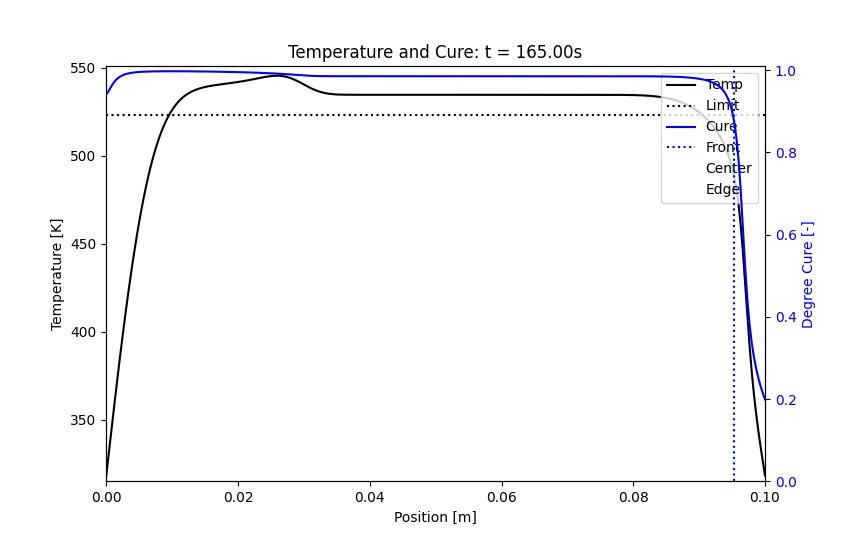 Temperature and Cure: t = 165.00s
550
500
450
400
350
Temperature [K]
0.00
0.02
0.04
0.06
0.08
0.10
Position [m]
1.0
0.8
0.6
0.4
0.2
0.0
Degree Cure [-]
Temp
Limit
Cure
Front
Center
Edge